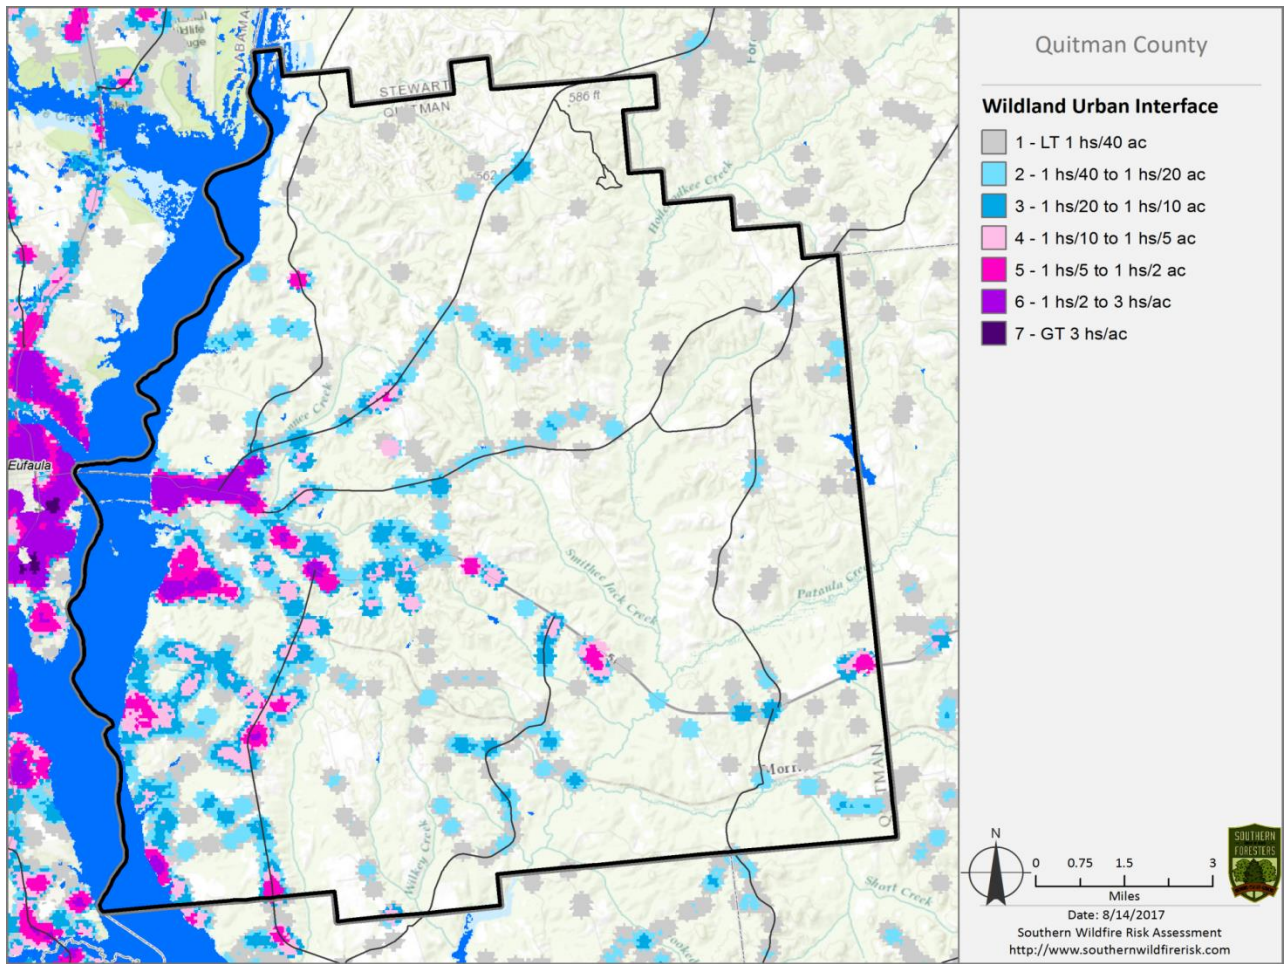 Quitman County
Wildland Urban Interface
1 - LT 1 hs/40 ac
2 - 1 hs/40 to 1 hs/20 ac
3 - 1 hs/20 to 1 hs/10 ac
4 - 1 hs/10 to 1 hs/5 ac
5 - 1 hs/5 to 1 hs/2 ac
6 - 1 hs/2 to 3 hs/ac
7 - GT 3 hs/ac
STEWART
586 ft
Eufaula
Smithee Jack Creek
Pataula
Wilkey Creek
Short Creek
Morr.
N
0 0.75 1.5 3
Miles
SOUTHERN
FORESTERS
Date: 8/14/2017
Southern Wildfire Risk Assessment
http://www.southernwildfirerisk.com